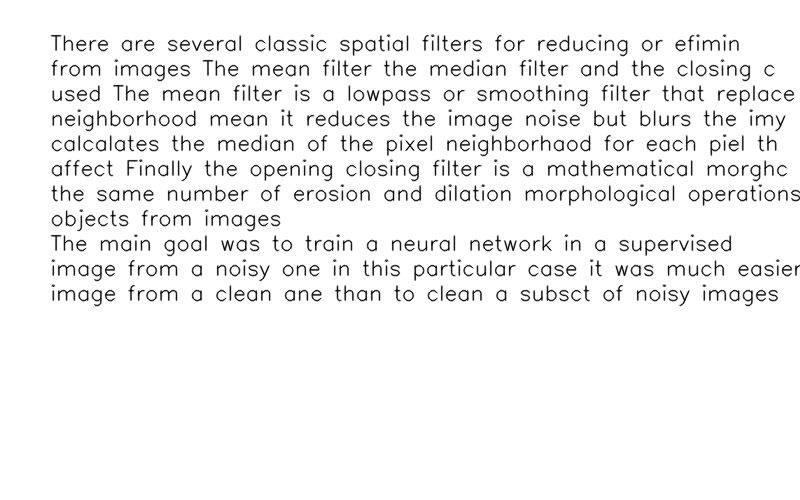 There are several classic spatial filters for reducing or efimin
from images The mean filter the median filter and the closing c
used The mean filter is a lowpass or smoothing filter that replace
neighborhood mean it reduces the image noise but blurs the imy
calcalates the median of the pixel neighborhaod for each piel th
affect Finally the opening closing filter is a mathematical morghc
the same number of erosion and dilation morphological operations
objects from images
The main goal was to train a neural network in a supervised
image from a noisy one in this particular case it was much easier
image from a clean ane than to clean a subsct of noisy images